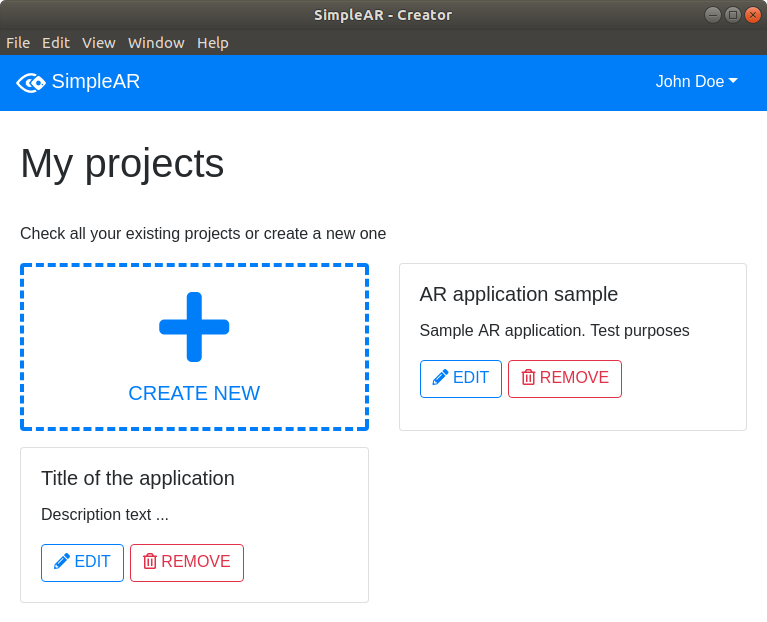 SimpleAR - Creator
File Edit View Window Help
SimpleAR
John Doe
My projects
Check all your existing projects or create a new one
CREATE NEW
AR application sample
Sample AR application. Test purposes
EDIT REMOVE
Title of the application
Description text ...
EDIT REMOVE